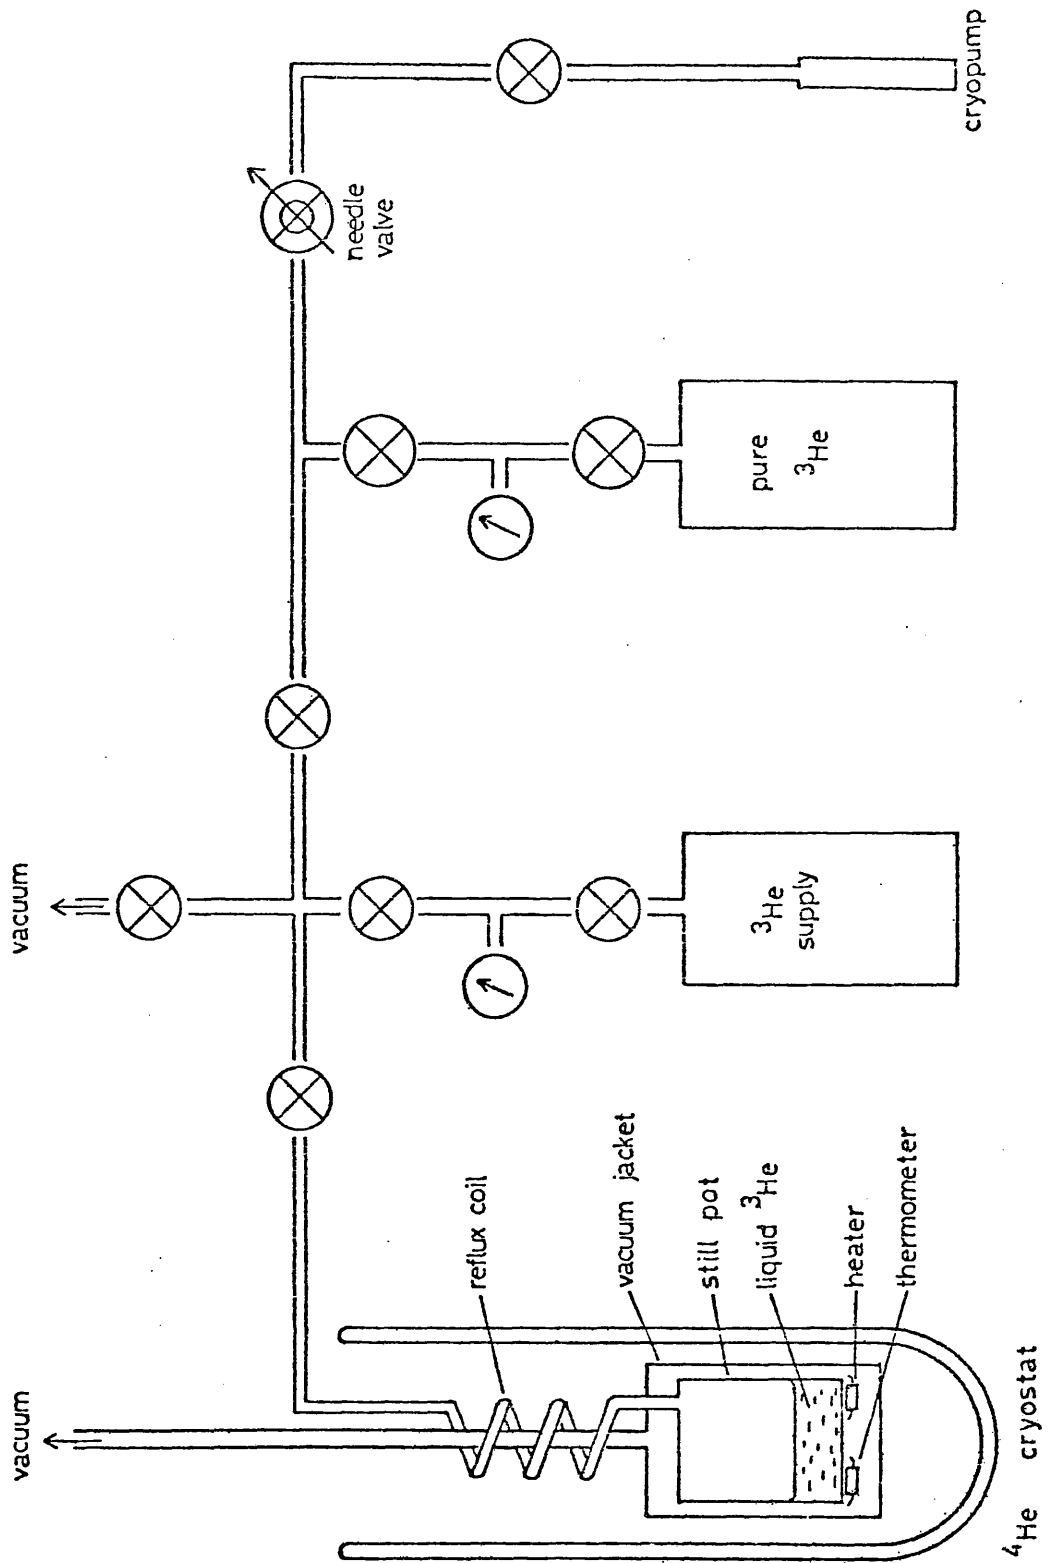 vacuum
vacuum
reflux coil
vacuum jacket
still pot
liquid ³He
heater
thermometer
⁴He cryostat
³He
supply
pure
³He
needle
valve
cryopump